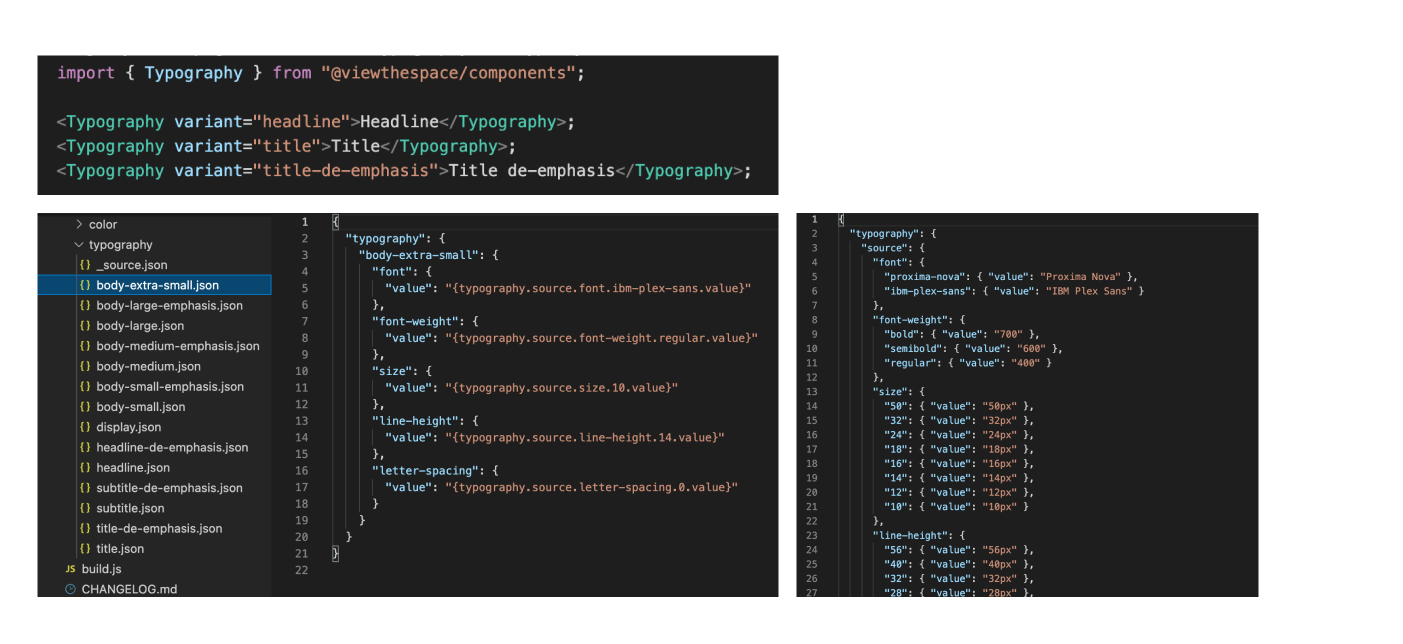 import { Typography } from "@viewthespace/components";
<Typography variant="headline">Headline</Typography>;
<Typography variant="title">Title</Typography>;
<Typography variant="title-de-emphasis">Title de-emphasis</Typography>;
> color
typography
{} _source.json
{} body-extra-small.json
{} body-large-emphasis.json
{} body-large.json
{} body-medium-emphasis.json
{} body-medium.json
{} body-small-emphasis.json
{} body-small.json
{} display.json
{} headline-de-emphasis.json
{} headline.json
{} subtitle-de-emphasis.json
{} subtitle.json
{} title-de-emphasis.json
{} title.json
JS build.js
CHANGELOG.md
1 {
2 "typography": {
3 "body-extra-small": {
4 "font": {
5 "value": "{typography.source.font.ibm-plex-sans.value}"
6 },
7 "font-weight": {
8 "value": "{typography.source.font-weight.regular.value}"
9 },
10 "size": {
11 "value": "{typography.source.size.10.value}"
12 },
13 "line-height": {
14 "value": "{typography.source.line-height.14.value}"
15 },
16 "letter-spacing": {
17 "value": "{typography.source.letter-spacing.0.value}"
18 }
19 }
20 }
21 }
22
1 {
2 "typography": {
3 "source": {
4 "font": {
5 "proxima-nova": { "value": "Proxima Nova" },
6 "ibm-plex-sans": { "value": "IBM Plex Sans" }
7 },
8 "font-weight": {
9 "bold": { "value": "700" },
10 "semibold": { "value": "600" },
11 "regular": { "value": "400" }
12 },
13 "size": {
14 "50": { "value": "50px" },
15 "32": { "value": "32px" },
16 "24": { "value": "24px" },
17 "18": { "value": "18px" },
18 "16": { "value": "16px" },
19 "14": { "value": "14px" },
20 "12": { "value": "12px" },
21 "10": { "value": "10px" }
22 },
23 "line-height": {
24 "56": { "value": "56px" },
25 "40": { "value": "40px" },
26 "32": { "value": "32px" },
27 "28": { "value": "28px" },